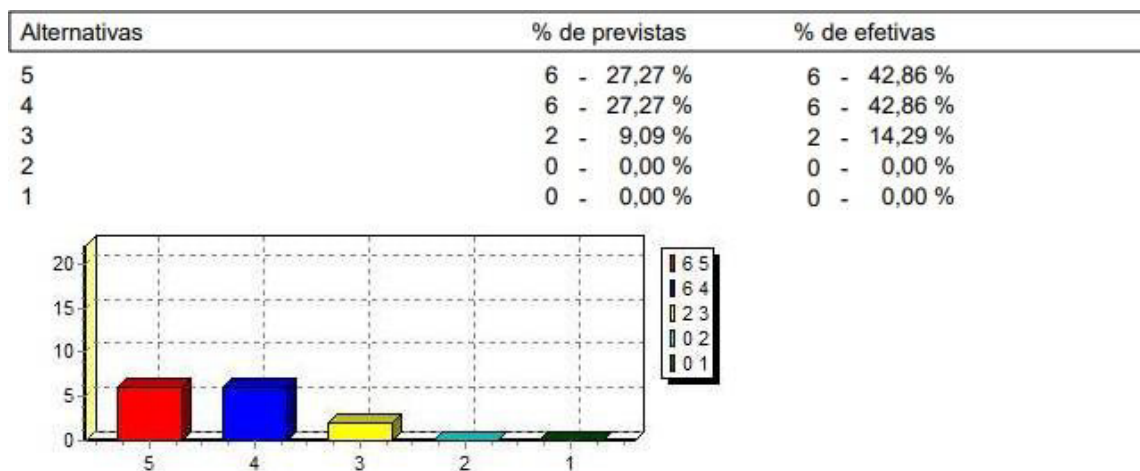 Alternativas % de previstas % de efetivas
5 6 - 27,27 % 6 - 42,86 %
4 6 - 27,27 % 6 - 42,86 %
3 2 - 9,09 % 2 - 14,29 %
2 0 - 0,00 % 0 - 0,00 %
1 0 - 0,00 % 0 - 0,00 %
20
15
10
5
0
5 4 3 2 1
6 5
6 4
2 3
0 2
0 1